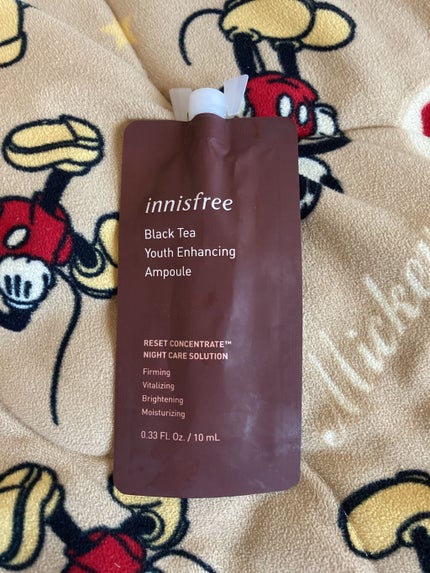 innisfree
Black Tea
Youth Enhancing
Ampoule
RESET CONCENTRATE™
NIGHT CARE SOLUTION
Firming
Vitalizing
Brightening
Moisturizing
0.33 FL Oz. / 10 mL
Mickey